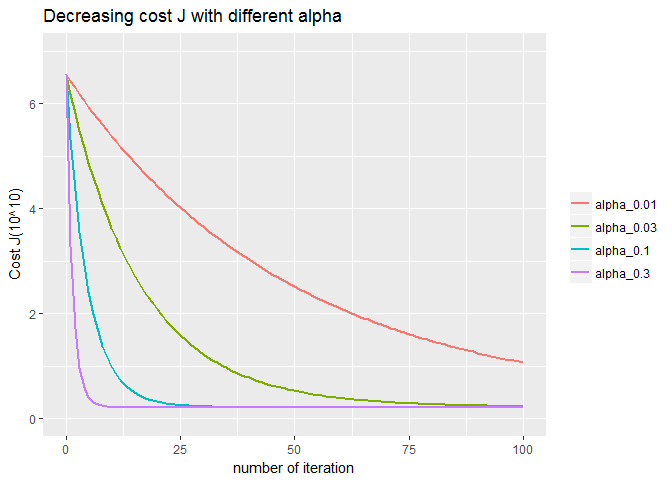 Decreasing cost J with different alpha
Cost J(10^10)
6
4
2
0
0 25 50 75 100
number of iteration
alpha_0.01
alpha_0.03
alpha_0.1
alpha_0.3